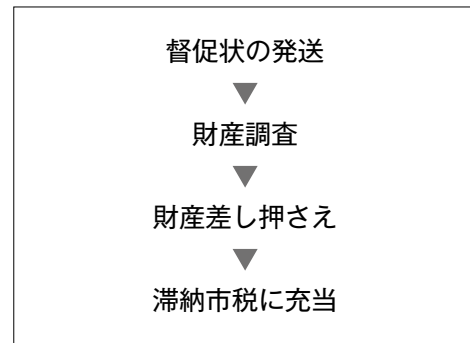 督促状の発送
財産調査
財産差し押さえ
滞納市税に充当